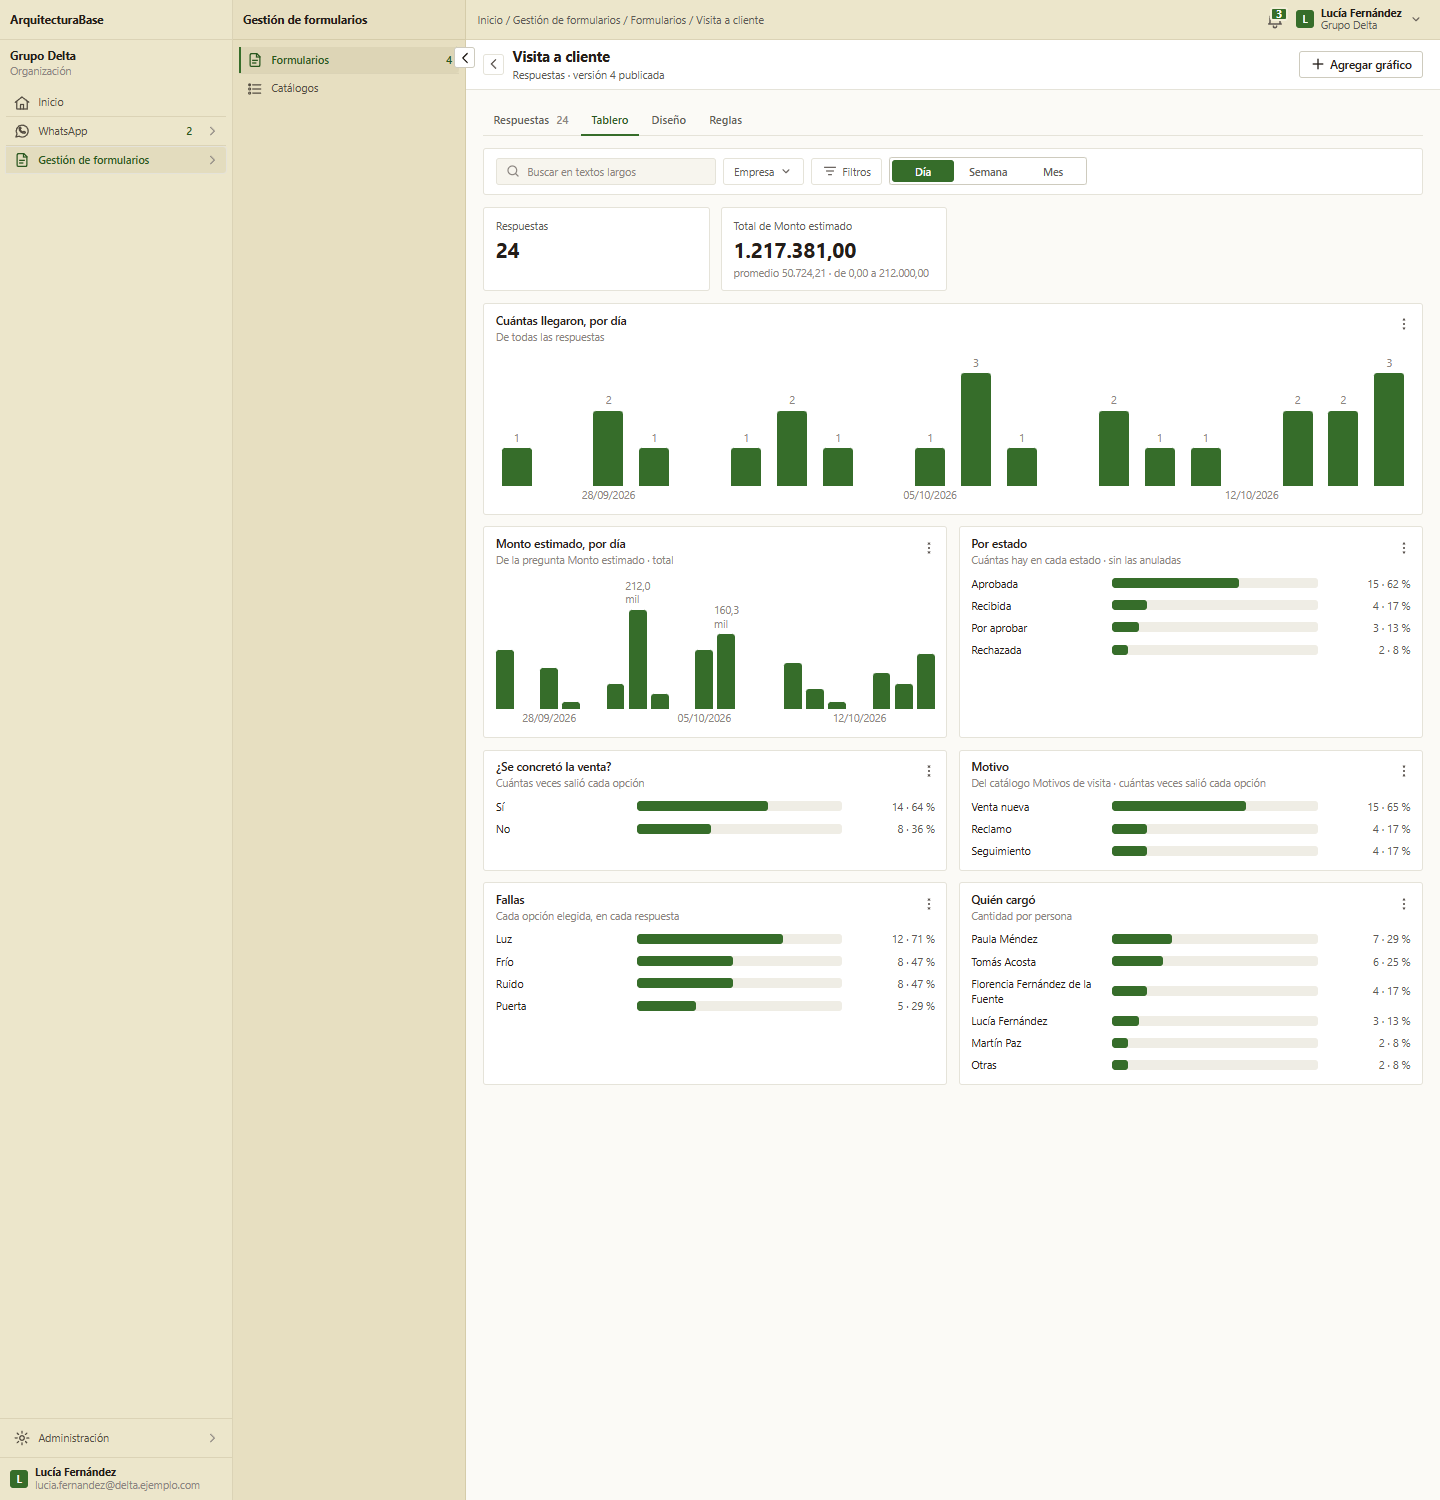 ArquitecturaBase
Grupo Delta
Organización
Inicio
WhatsApp 2
Gestión de formularios
Administración
L Lucía Fernández
lucia.fernandez@delta.ejemplo.com
Gestión de formularios
Formularios 4
Catálogos
Inicio / Gestión de formularios / Formularios / Visita a cliente
3
L Lucía Fernández
Grupo Delta
Visita a cliente
Respuestas · versión 4 publicada
Agregar gráfico
Respuestas 24 Tablero Diseño Reglas
Buscar en textos largos Empresa Filtros Día Semana Mes
Respuestas
24
Total de Monto estimado
1.217.381,00
promedio 50.724,21 · de 0,00 a 212.000,00
Cuántas llegaron, por día
De todas las respuestas
1 2 1 1 2 1 1 3 1 2 1 1 2 2 3
28/09/2026 05/10/2026 12/10/2026
Monto estimado, por día
De la pregunta Monto estimado · total
212,0
mil
160,3
mil
28/09/2026 05/10/2026 12/10/2026
Por estado
Cuántas hay en cada estado · sin las anuladas
Aprobada 15 · 62 %
Recibida 4 · 17 %
Por aprobar 3 · 13 %
Rechazada 2 · 8 %
¿Se concretó la venta?
Cuántas veces salió cada opción
Sí 14 · 64 %
No 8 · 36 %
Motivo
Del catálogo Motivos de visita · cuántas veces salió cada opción
Venta nueva 15 · 65 %
Reclamo 4 · 17 %
Seguimiento 4 · 17 %
Fallas
Cada opción elegida, en cada respuesta
Luz 12 · 71 %
Frío 8 · 47 %
Ruido 8 · 47 %
Puerta 5 · 29 %
Quién cargó
Cantidad por persona
Paula Méndez 7 · 29 %
Tomás Acosta 6 · 25 %
Florencia Fernández de la
Fuente 4 · 17 %
Lucía Fernández 3 · 13 %
Martín Paz 2 · 8 %
Otras 2 · 8 %